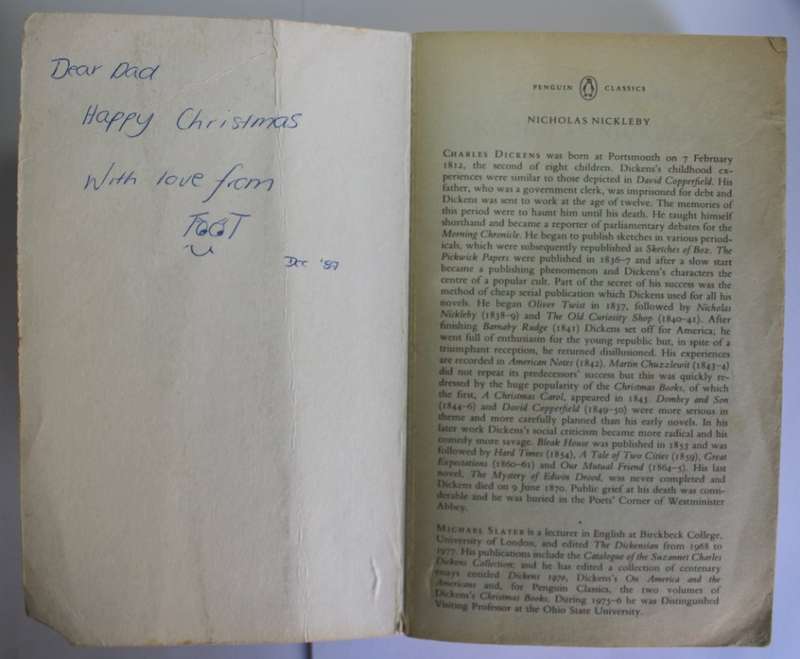 Dear Dad
Happy Christmas
With love from
FOOT
Dec '87
PENGUIN CLASSICS
NICHOLAS NICKLEBY
CHARLES DICKENS was born at Portsmouth on 7 February
1812, the second of eight children. Dickens's childhood ex-
periences were similar to those depicted in David Copperfield. His
father, who was a government clerk, was imprisoned for debt and
Dickens was sent to work at the age of twelve. The memories of
this period were to haunt him until his death. He taught himself
shorthand and became a reporter of parliamentary debates for the
Morning Chronicle. He began to publish sketches in various period-
icals, which were subsequently republished as Sketches of Boz. The
Pickwick Papers were published in 1836–7 and after a slow start
became a publishing phenomenon and Dickens's characters the
centre of a popular cult. Part of the secret of his success was the
method of cheap serial publication which Dickens used for all his
novels. He began Oliver Twist in 1837, followed by Nicholas
Nickleby (1838–9) and The Old Curiosity Shop (1840–41). After
finishing Barnaby Rudge (1841) Dickens set off for America; he
went full of enthusiasm for the young republic but, in spite of a
triumphant reception, he returned disillusioned. His experiences
are recorded in American Notes (1842). Martin Chuzzlewit (1843–4)
did not repeat its predecessors' success but this was quickly re-
dressed by the huge popularity of the Christmas Books, of which
the first, A Christmas Carol, appeared in 1843. Dombey and Son
(1844–6) and David Copperfield (1849–50) were more serious in
theme and more carefully planned than his early novels. In his
later work Dickens's social criticism became more radical and his
comedy more savage. Bleak House was published in 1853 and was
followed by Hard Times (1854), A Tale of Two Cities (1859), Great
Expectations (1860–61) and Our Mutual Friend (1864–5). His last
novel, The Mystery of Edwin Drood, was never completed and
Dickens died on 9 June 1870. Public grief at his death was consi-
derable and he was buried in the Poets' Corner of Westminister
Abbey.
MICHAEL SLATER is a lecturer in English at Birckbeck College,
University of London, and edited The Dickensian from 1968 to
1977. His publications include the Catalogue of the Suzannet Charles
Dickens Collection; and he has edited a collection of centenary
essays entitled Dickens 1970, Dickens's On America and the
Americans and, for Penguin Classics, the two volumes of
Dickens's Christmas Books. During 1975–6 he was Distinguished
Visiting Professor at the Ohio State University.